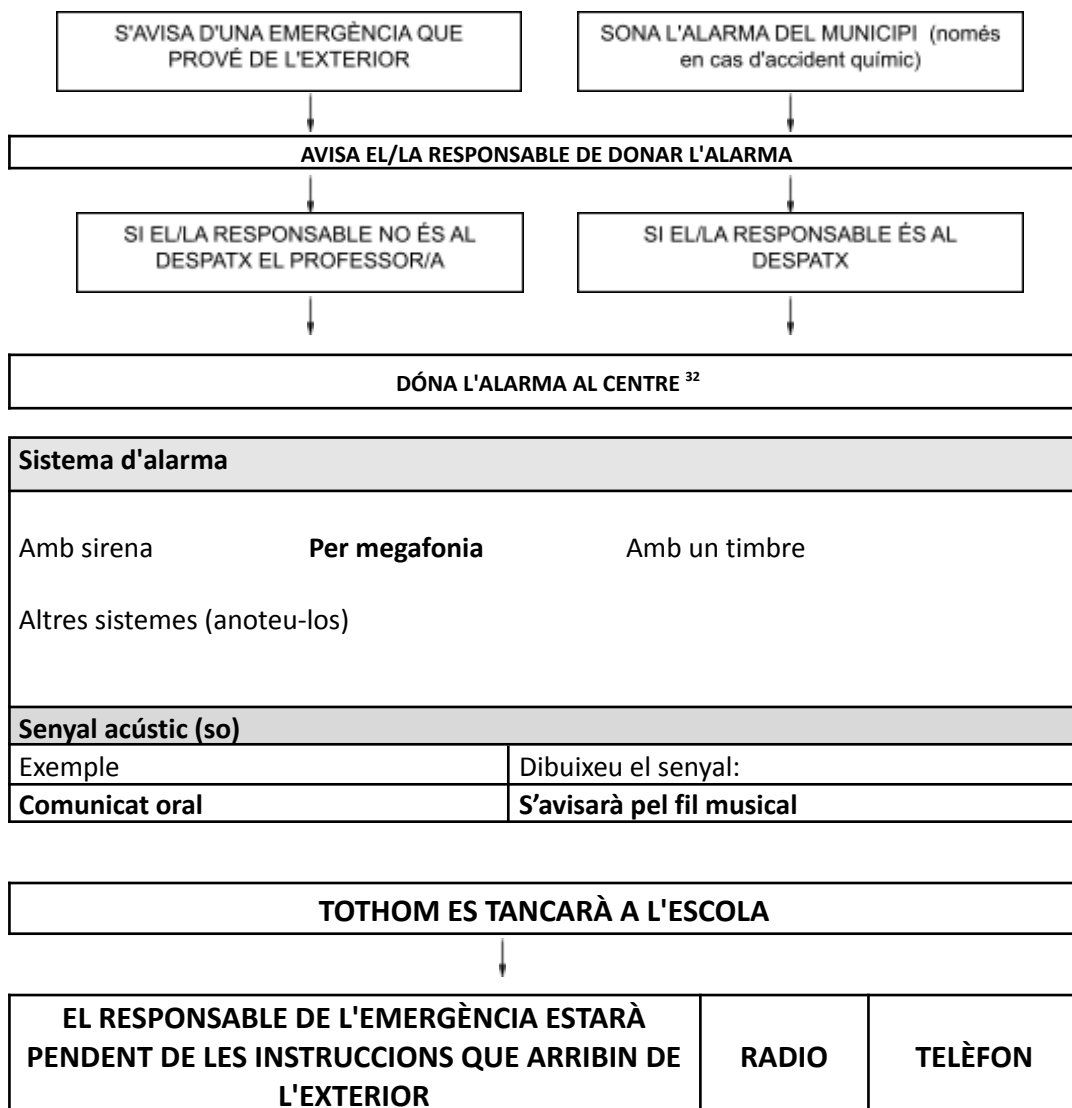 S'AVISA D'UNA EMERGÈNCIA QUE
PROVÉ DE L'EXTERIOR
SONA L'ALARMA DEL MUNICIPI (només
en cas d'accident químic)
AVISA EL/LA RESPONSABLE DE DONAR L'ALARMA
SI EL/LA RESPONSABLE NO ÉS AL
DESPATX EL PROFESSOR/A
SI EL/LA RESPONSABLE ÉS AL
DESPATX
DÓNA L'ALARMA AL CENTRE 32
Sistema d'alarma
Amb sirena Per megafonia Amb un timbre
Altres sistemes (anoteu-los)
Senyal acústic (so)
Exemple Dibuixeu el senyal:
Comunicat oral S'avisarà pel fil musical
TOTHOM ES TANCARÀ A L'ESCOLA
EL RESPONSABLE DE L'EMERGÈNCIA ESTARÀ
PENDENT DE LES INSTRUCCIONS QUE ARRIBIN DE
L'EXTERIOR
RADIO
TELÈFON